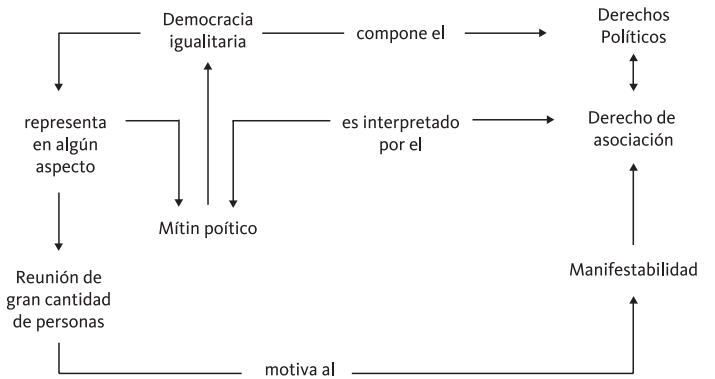 Democracia
igualitaria
compone el
Derechos
Políticos
representa
en algún
aspecto
es interpretado
por el
Derecho de
asociación
Mítin poítico
Reunión de
gran cantidad
de personas
Manifestabilidad
motiva al